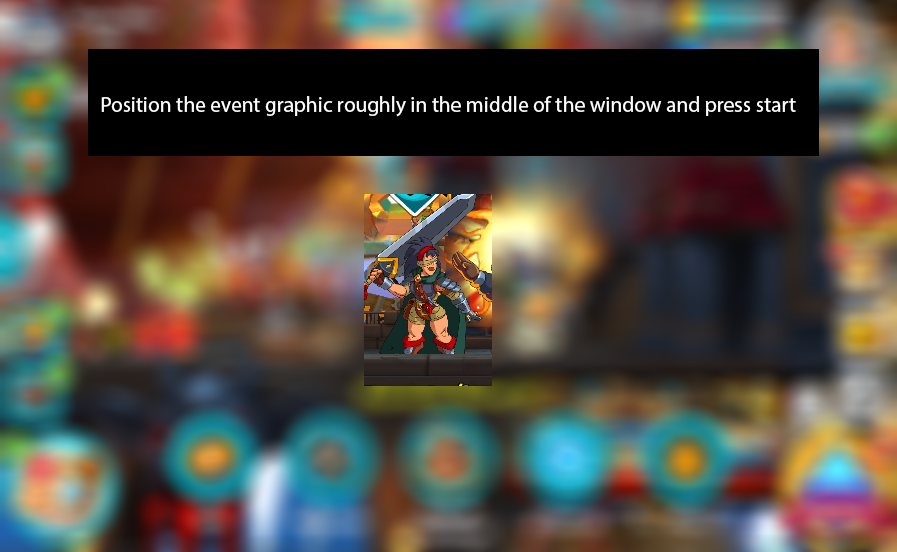 Position the event graphic roughly in the middle of the window and press start